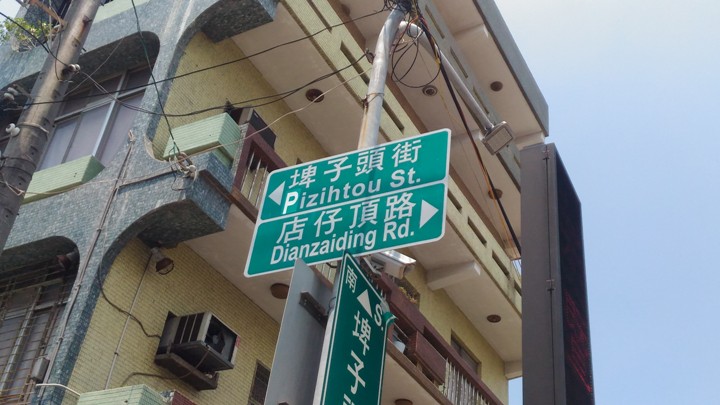 埤子頭街
Pizihtou St.
店仔頂路
Dianzaiding Rd.
南 S.
埤子